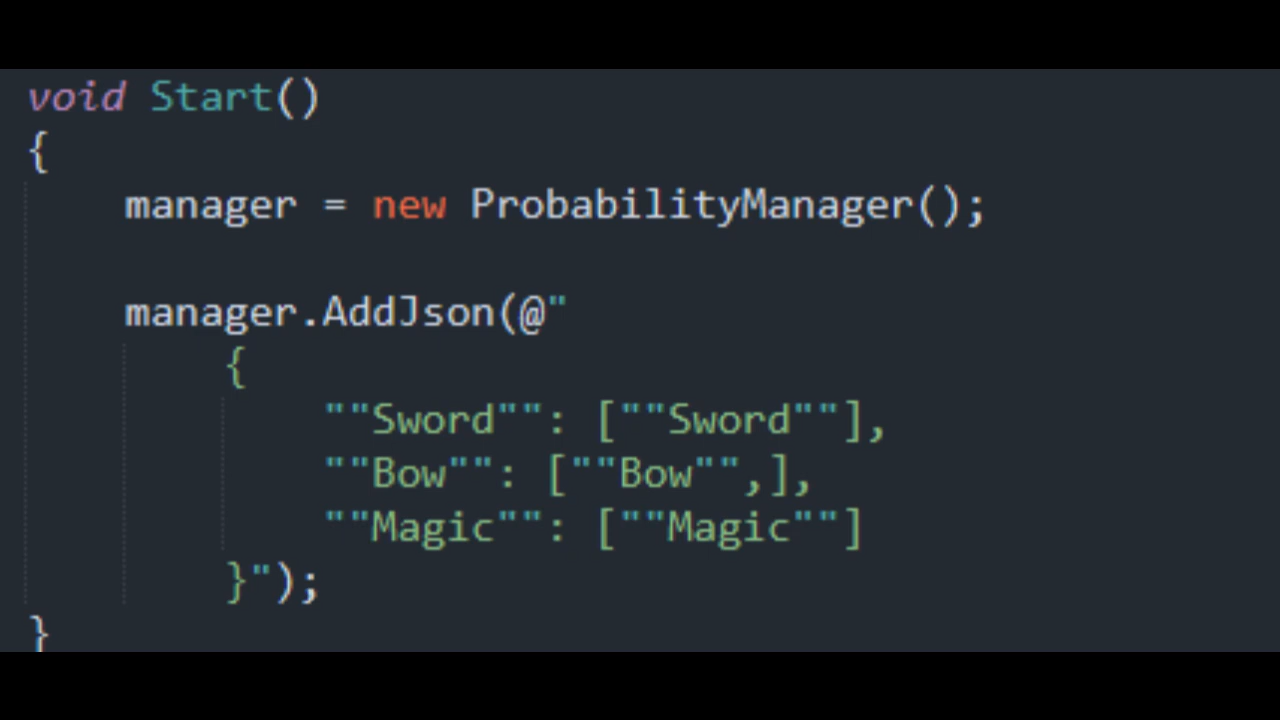 void Start()
{
manager = new ProbabilityManager();
manager.AddJson(@"
{
""Sword"": [""Sword""],
""Bow"": [""Bow"",],
""Magic"": [""Magic""]
}");
}